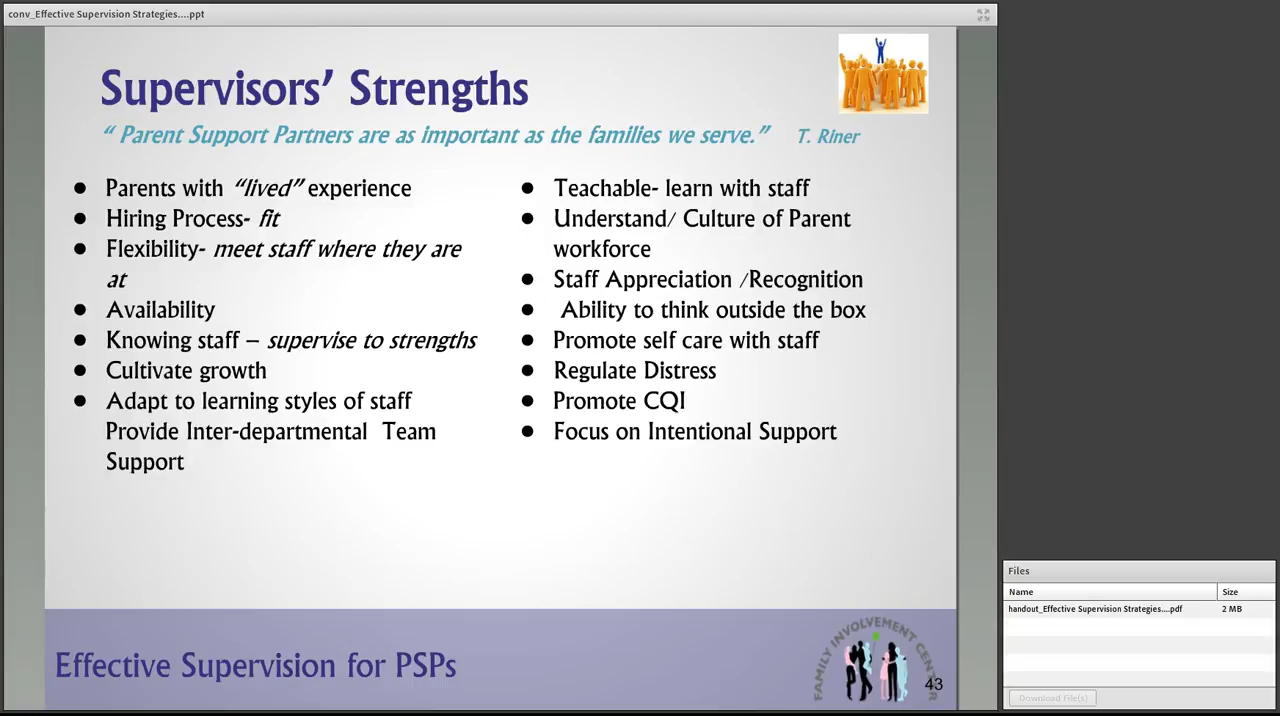 conv_Effective Supervision Strategies....ppt
Supervisors' Strengths
“ Parent Support Partners are as important as the families we serve.” T. Riner
● Parents with “lived” experience
● Hiring Process- fit
● Flexibility- meet staff where they are
at
● Availability
● Knowing staff – supervise to strengths
● Cultivate growth
● Adapt to learning styles of staff
Provide Inter-departmental Team
Support
● Teachable- learn with staff
● Understand/ Culture of Parent
workforce
● Staff Appreciation /Recognition
● Ability to think outside the box
● Promote self care with staff
● Regulate Distress
● Promote CQI
● Focus on Intentional Support
Effective Supervision for PSPs
FAMILY INVOLVEMENT CENTER
43
Files
Name Size
handout_Effective Supervision Strategies....pdf 2 MB
Download File(s)